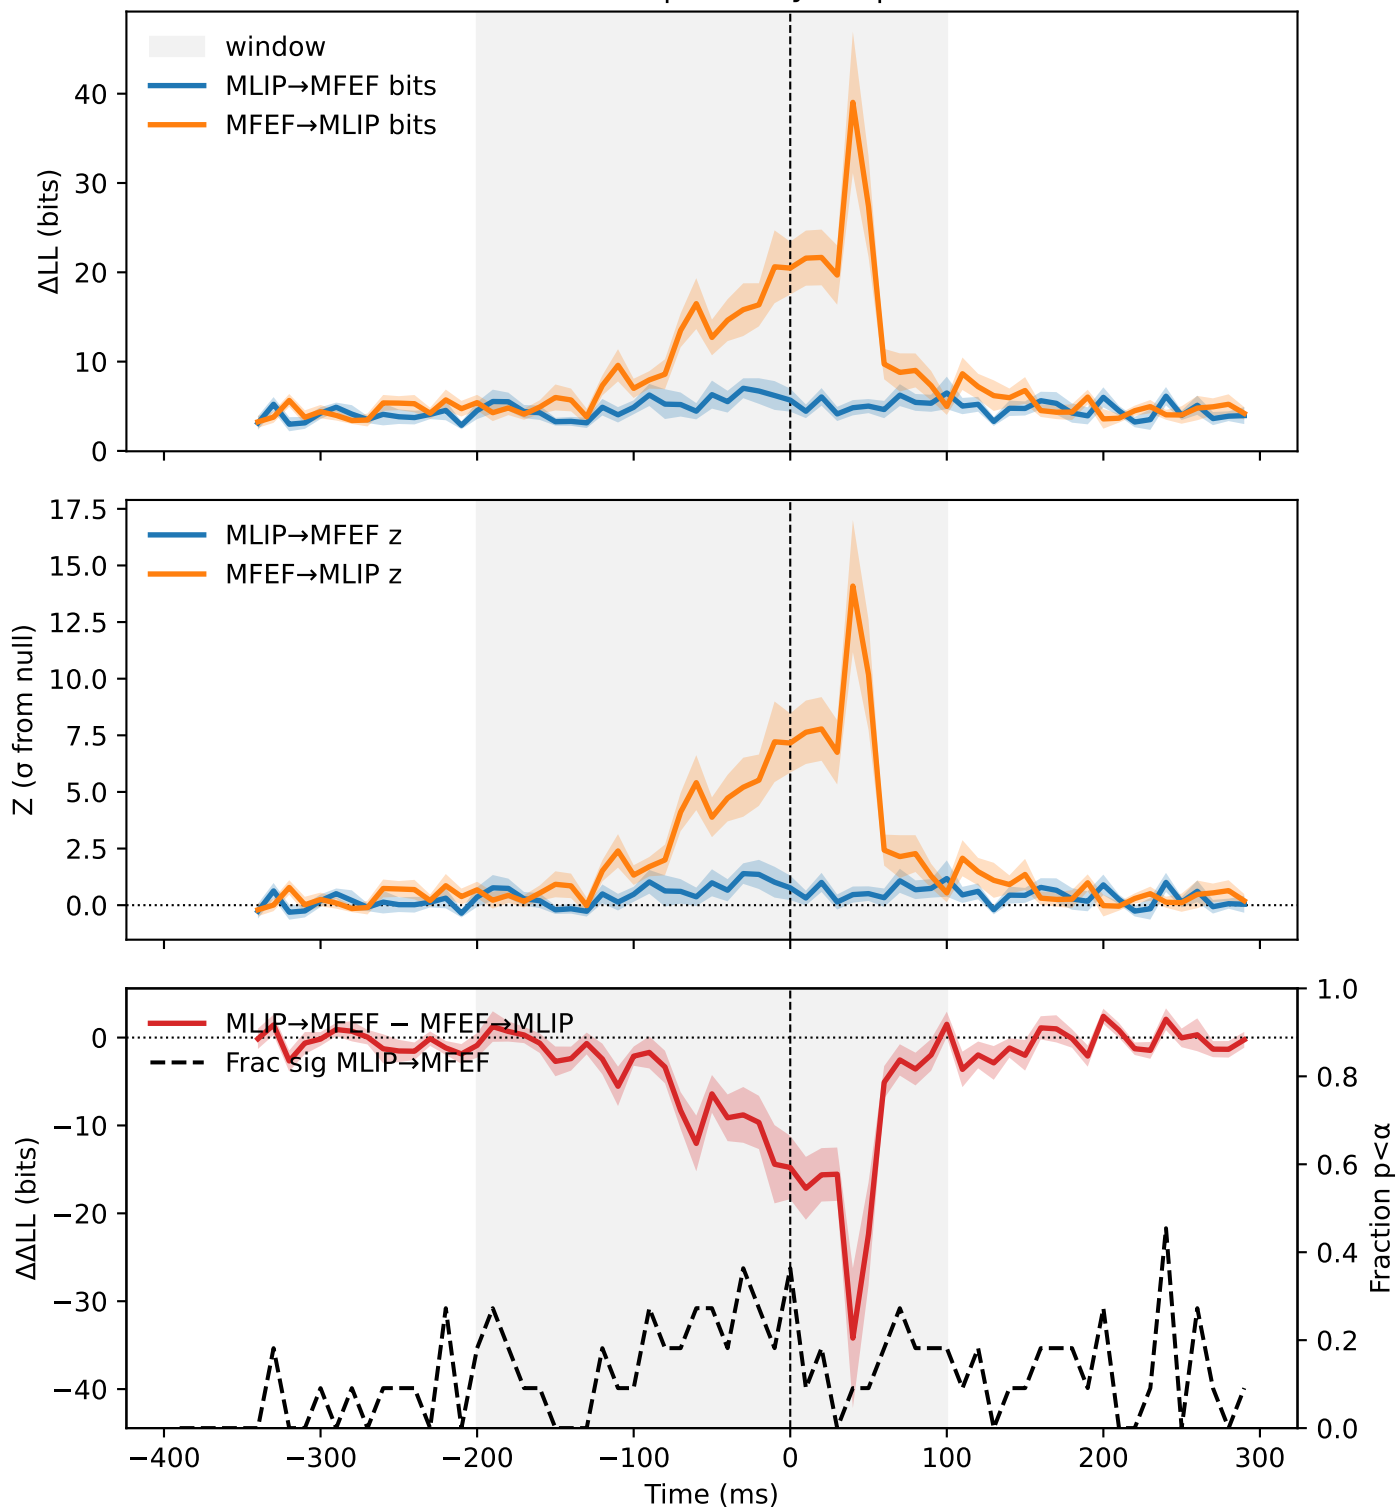 window
MLIP→MFEF bits
MFEF→MLIP bits
ΔLL (bits)
40
30
20
10
0
MLIP→MFEF z
MFEF→MLIP z
Z (σ from null)
17.5
15.0
12.5
10.0
7.5
5.0
2.5
0.0
MLIP→MFEF − MFEF→MLIP
Frac sig MLIP→MFEF
ΔΔLL (bits)
0
−10
−20
−30
−40
1.0
0.8
0.6
0.4
0.2
0.0
Fraction p<α
−400
−300
−200
−100
0
100
200
300
Time (ms)